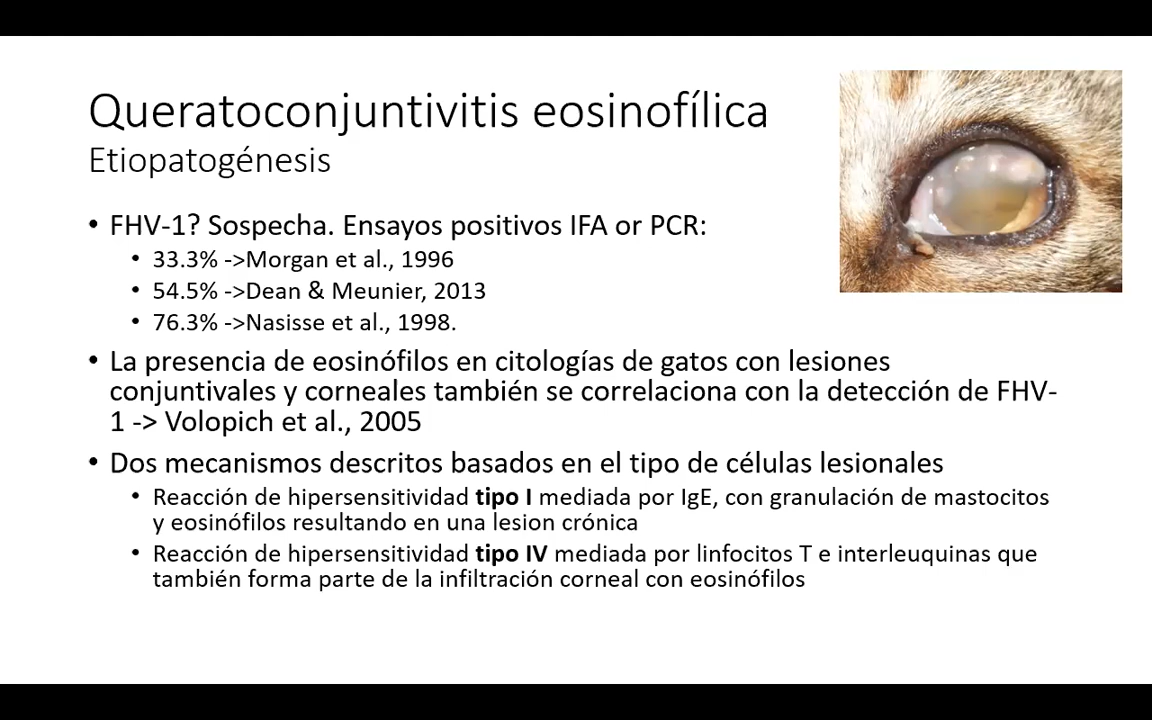 Queratoconjuntivitis eosinofílica
Etiopatogénesis
• FHV-1? Sospecha. Ensayos positivos IFA or PCR:
• 33.3% ->Morgan et al., 1996
• 54.5% ->Dean & Meunier, 2013
• 76.3% ->Nasisse et al., 1998.
• La presencia de eosinófilos en citologías de gatos con lesiones
conjuntivales y corneales también se correlaciona con la detección de FHV-
1 -> Volopich et al., 2005
• Dos mecanismos descritos basados en el tipo de células lesionales
• Reacción de hipersensitividad tipo I mediada por IgE, con granulación de mastocitos
y eosinófilos resultando en una lesion crónica
• Reacción de hipersensitividad tipo IV mediada por linfocitos T e interleuquinas que
también forma parte de la infiltración corneal con eosinófilos